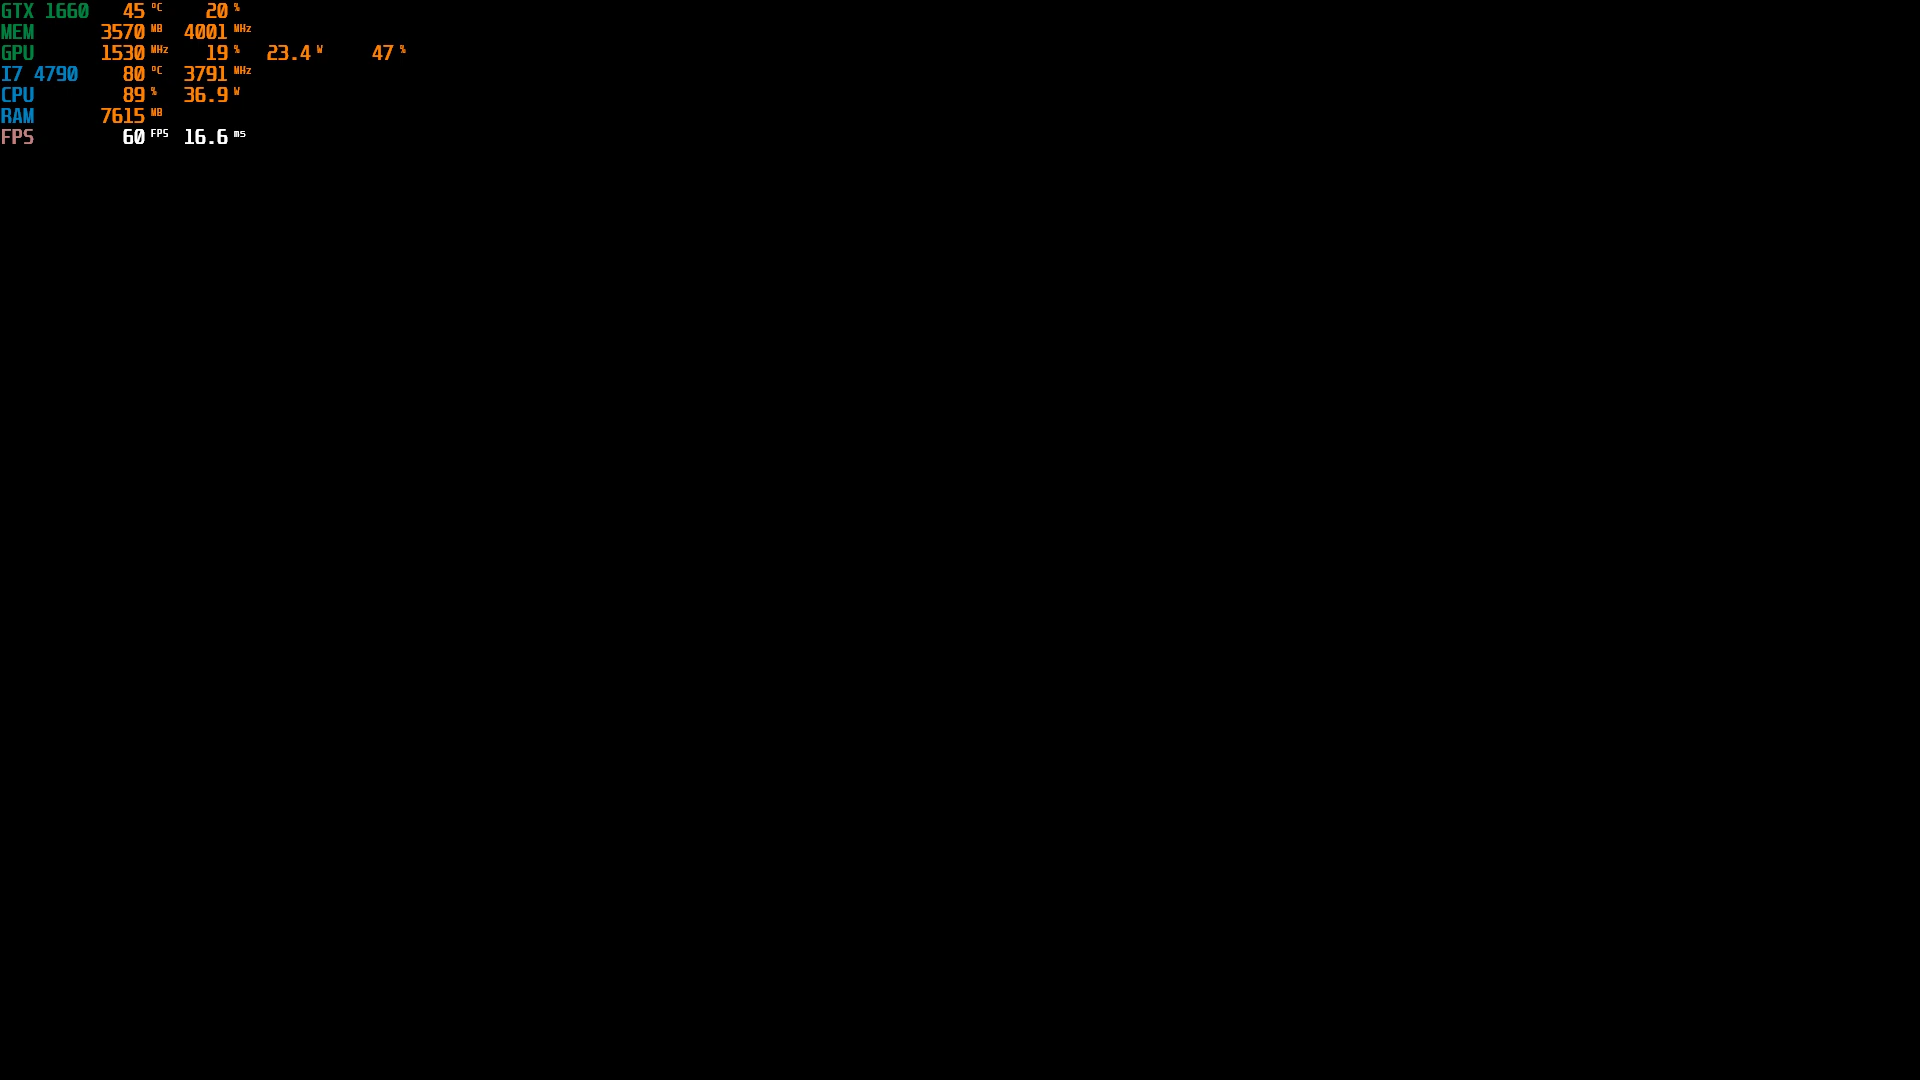 GTX 1660 45 °C 20 %
MEM 3570 MB 4001 MHz
GPU 1530 MHz 19 % 23.4 W 47 %
I7 4790 80 °C 3791 MHz
CPU 89 % 36.9 W
RAM 7615 MB
FPS 60 FPS 16.6 ms